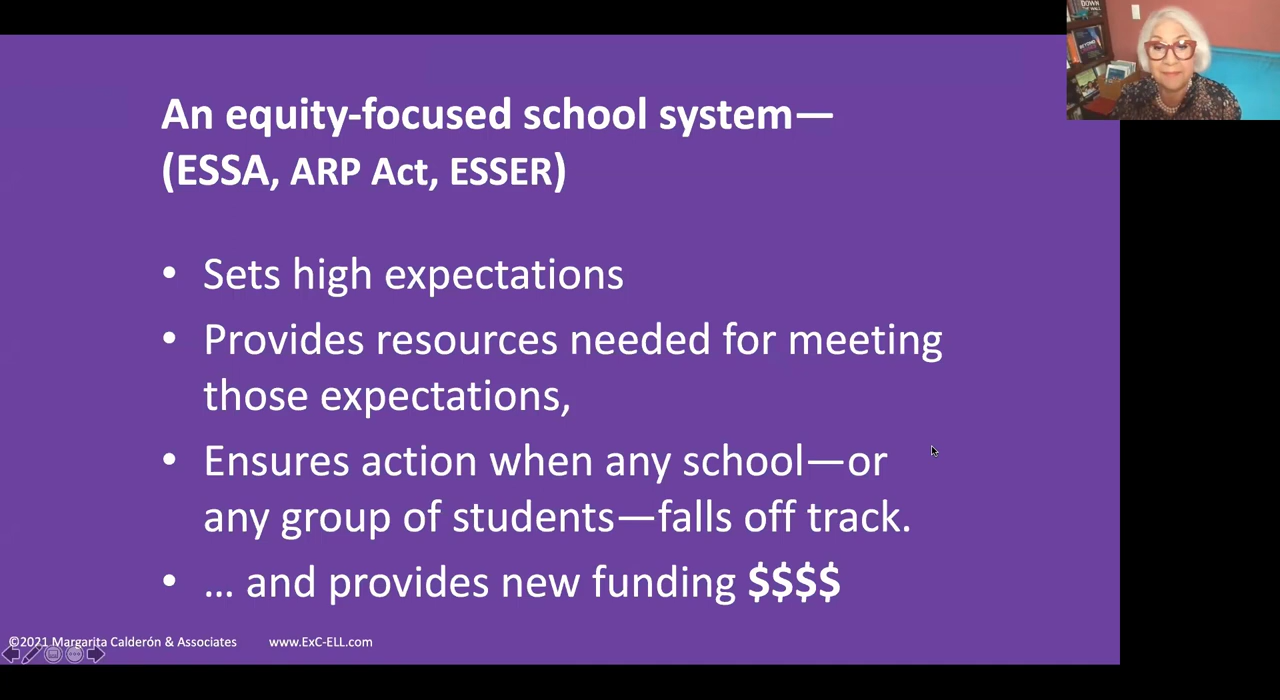 An equity-focused school system—
(ESSA, ARP Act, ESSER)
• Sets high expectations
• Provides resources needed for meeting
those expectations,
• Ensures action when any school—or
any group of students—falls off track.
• … and provides new funding $$$$
©2021 Margarita Calderón & Associates www.ExC-ELL.com
DOWN